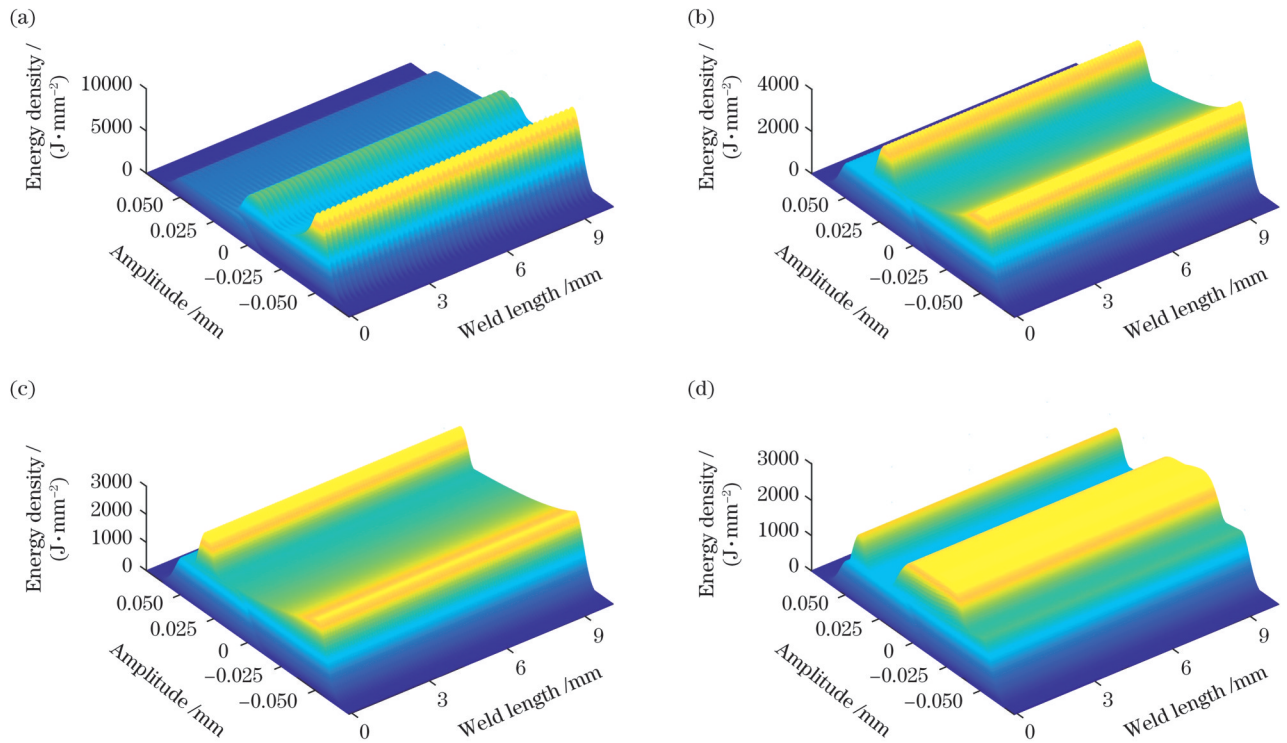 (a)
Energy density /
(J·mm⁻²)
10000
5000
0
0.050
0.025
0
−0.025
−0.050
Amplitude /mm
0
3
6
9
Weld length /mm
(b)
Energy density /
(J·mm⁻²)
4000
2000
0
0.050
0.025
0
−0.025
−0.050
Amplitude /mm
0
3
6
9
Weld length /mm
(c)
Energy density /
(J·mm⁻²)
3000
2000
1000
0
0.050
0.025
0
−0.025
−0.050
Amplitude /mm
0
3
6
9
Weld length /mm
(d)
Energy density /
(J·mm⁻²)
3000
2000
1000
0
0.050
0.025
0
−0.025
−0.050
Amplitude /mm
0
3
6
9
Weld length /mm